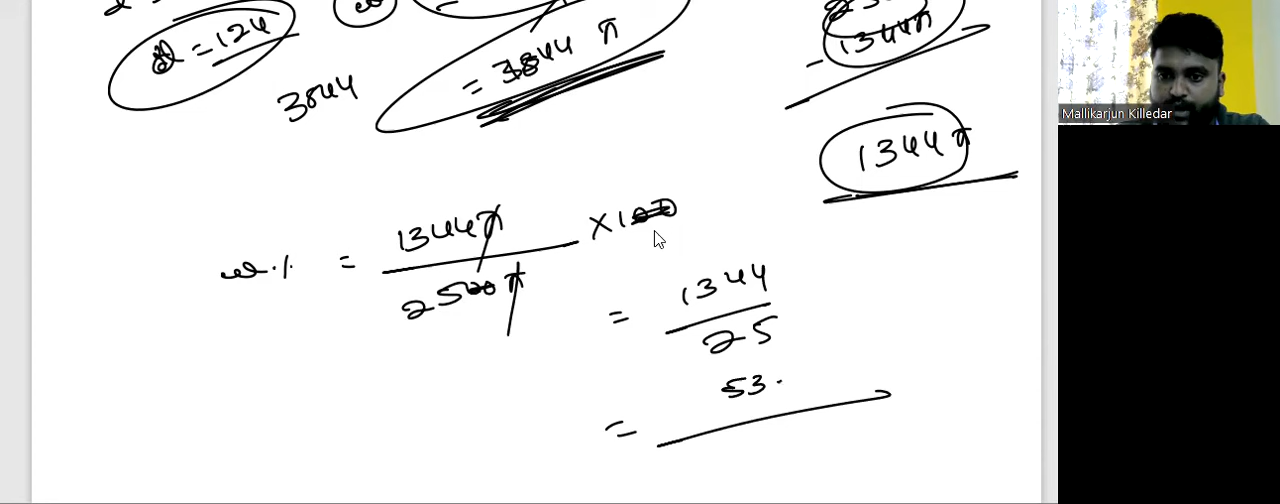 d = 124
3844
= 3844 π
1344π
1344π
Mallikarjun Killedar
= 1344π / 2500π × 100
= 1344 / 25
= 53.